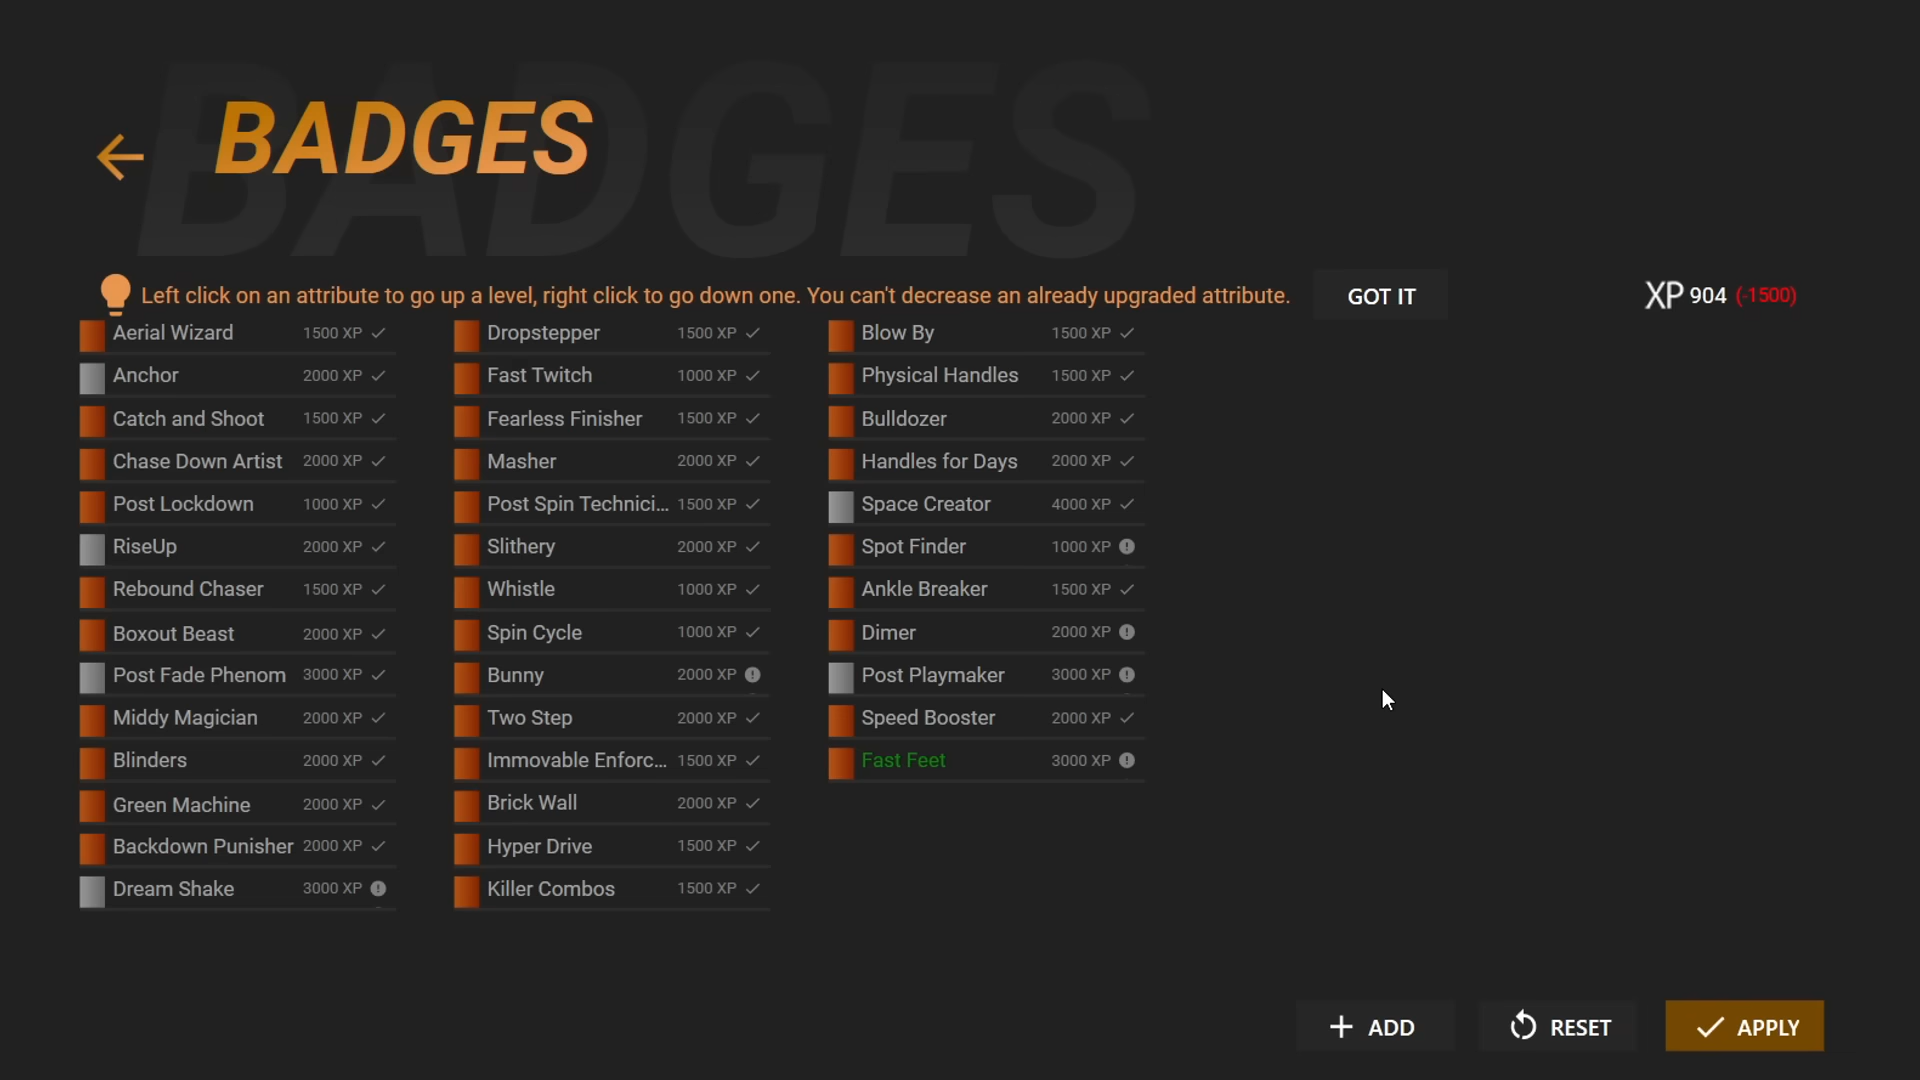 BADGES
BADGES
Left click on an attribute to go up a level, right click to go down one. You can't decrease an already upgraded attribute.
GOT IT
XP 904 (-1500)
Aerial Wizard 1500 XP
Anchor 2000 XP
Catch and Shoot 1500 XP
Chase Down Artist 2000 XP
Post Lockdown 1000 XP
RiseUp 2000 XP
Rebound Chaser 1500 XP
Boxout Beast 2000 XP
Post Fade Phenom 3000 XP
Middy Magician 2000 XP
Blinders 2000 XP
Green Machine 2000 XP
Backdown Punisher 2000 XP
Dream Shake 3000 XP
Dropstepper 1500 XP
Fast Twitch 1000 XP
Fearless Finisher 1500 XP
Masher 2000 XP
Post Spin Technici... 1500 XP
Slithery 2000 XP
Whistle 1000 XP
Spin Cycle 1000 XP
Bunny 2000 XP
Two Step 2000 XP
Immovable Enforc... 1500 XP
Brick Wall 2000 XP
Hyper Drive 1500 XP
Killer Combos 1500 XP
Blow By 1500 XP
Physical Handles 1500 XP
Bulldozer 2000 XP
Handles for Days 2000 XP
Space Creator 4000 XP
Spot Finder 1000 XP
Ankle Breaker 1500 XP
Dimer 2000 XP
Post Playmaker 3000 XP
Speed Booster 2000 XP
Fast Feet 3000 XP
ADD
RESET
APPLY